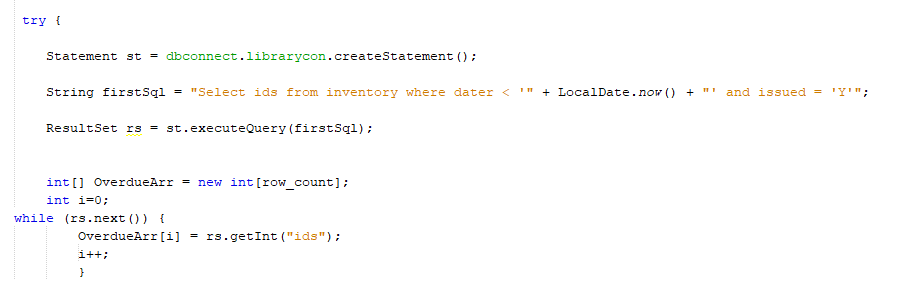 try {
Statement st = dbconnect.librarycon.createStatement();
String firstSql = "Select ids from inventory where dater < '" + LocalDate.now() + "' and issued = 'Y'";
ResultSet rs = st.executeQuery(firstSql);
int[] OverdueArr = new int[row_count];
int i=0;
while (rs.next()) {
OverdueArr[i] = rs.getInt("ids");
i++;
}